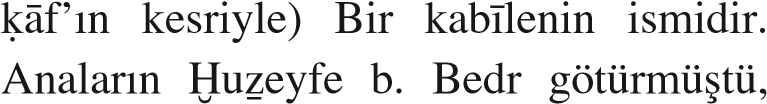 ḳāf’ın kesriyle) Bir kabīlenin ismidir.
Anaların Ḫuẕeyfe b. Bedr götürmüştü,